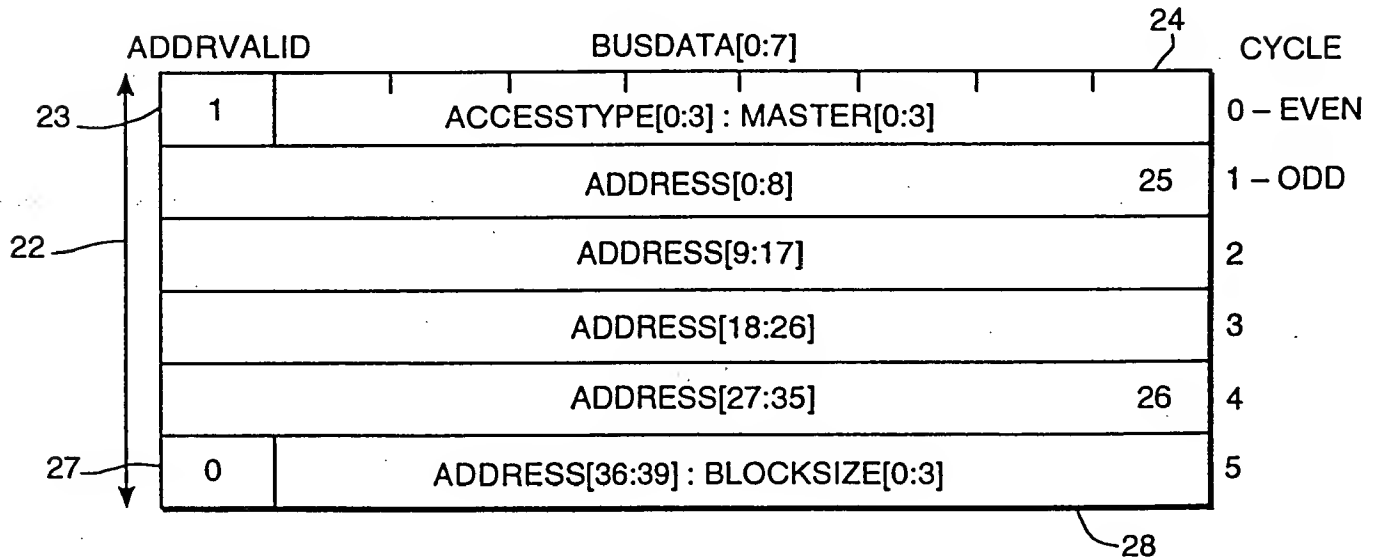 ADDRVALID BUSDATA[0:7] 24 CYCLE
23 1 ACCESSTYPE[0:3] : MASTER[0:3] 0 – EVEN
ADDRESS[0:8] 25 1 – ODD
22 ADDRESS[9:17] 2
ADDRESS[18:26] 3
ADDRESS[27:35] 26 4
27 0 ADDRESS[36:39] : BLOCKSIZE[0:3] 5
28